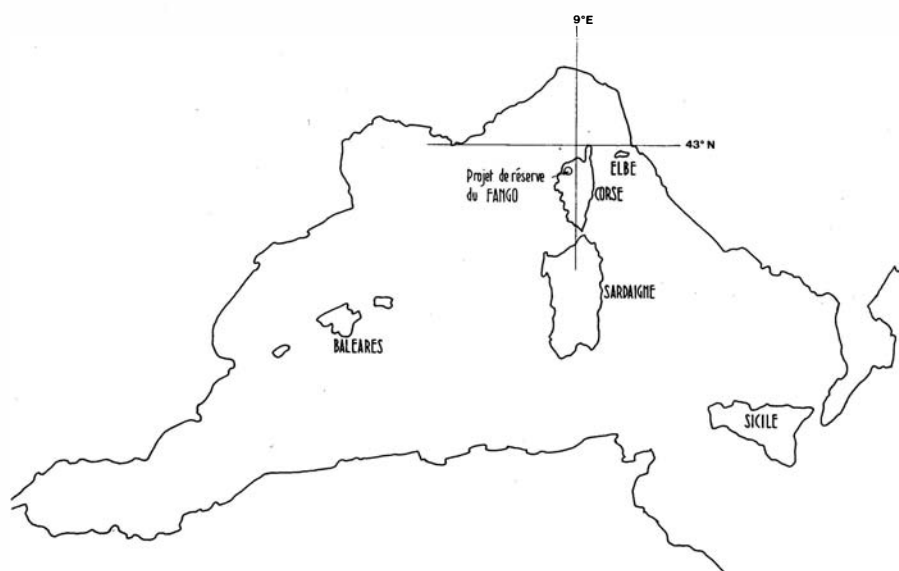 9°E
43° N
ELBE
Projet de réserve
du FANGO
CORSE
SARDAIGNE
BALEARES
SICILE